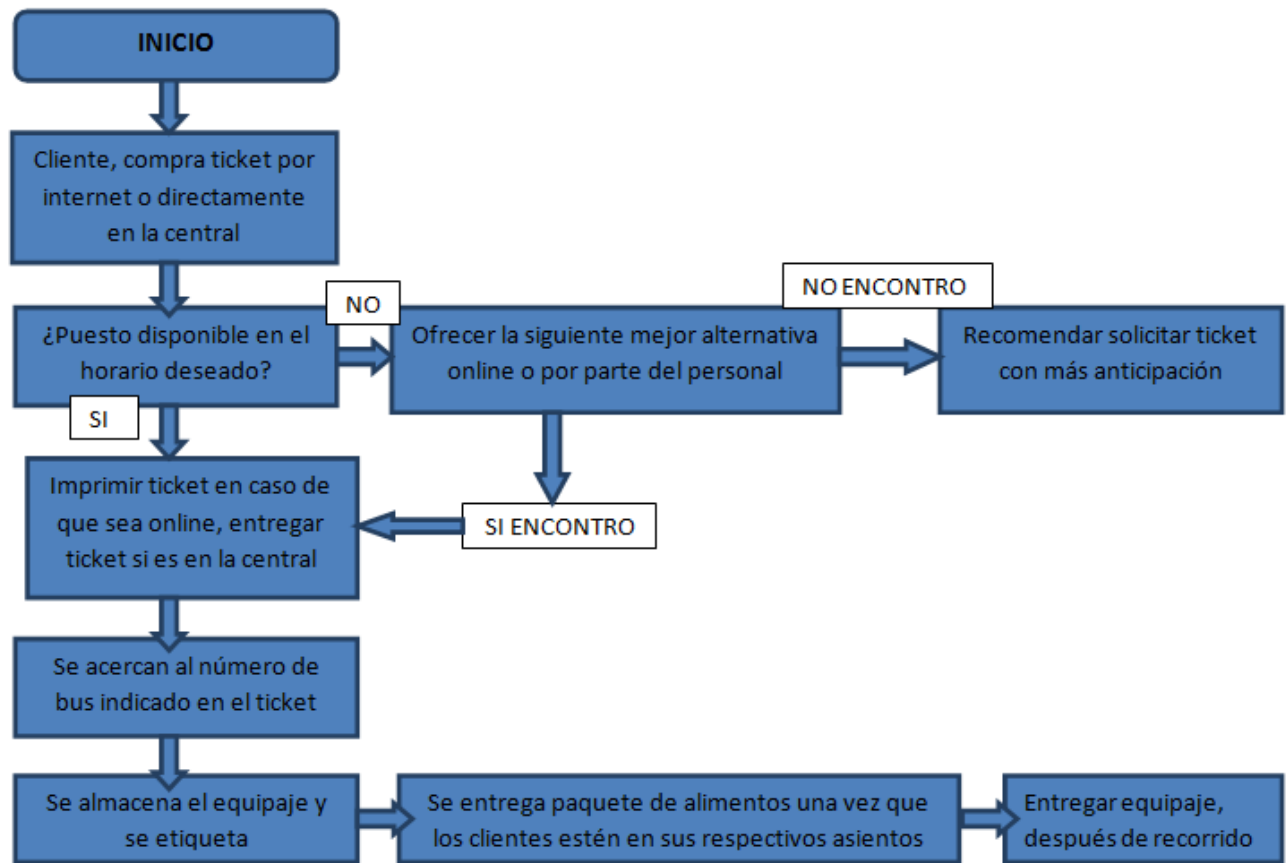 INICIO
Cliente, compra ticket por
internet o directamente
en la central
¿Puesto disponible en el
horario deseado?
NO
Ofrecer la siguiente mejor alternativa
online o por parte del personal
NO ENCONTRO
Recomendar solicitar ticket
con más anticipación
SI
Imprimir ticket en caso de
que sea online, entregar
ticket si es en la central
SI ENCONTRO
Se acercan al número de
bus indicado en el ticket
Se almacena el equipaje y
se etiqueta
Se entrega paquete de alimentos una vez que
los clientes estén en sus respectivos asientos
Entregar equipaje,
después de recorrido